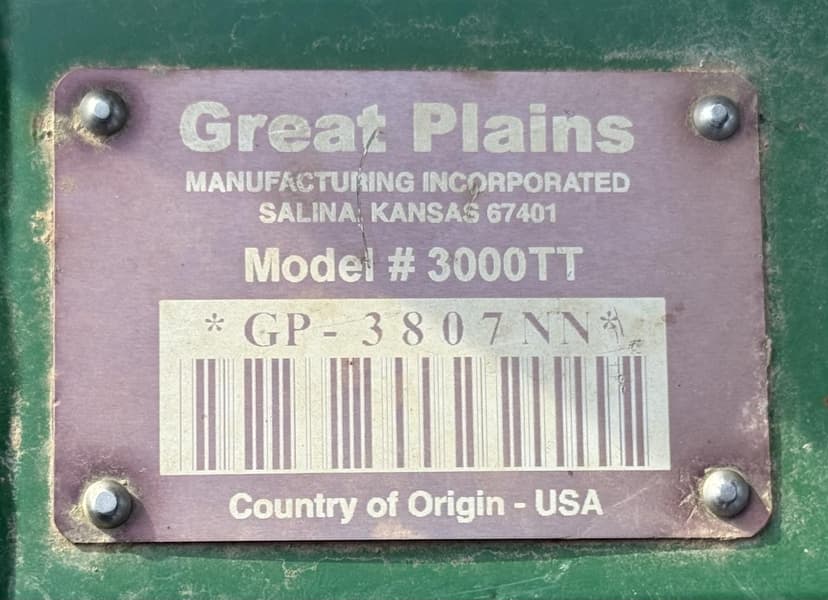 Great Plains
MANUFACTURING INCORPORATED
SALINA, KANSAS 67401
Model # 3000TT
*GP-3807NN*
Country of Origin - USA